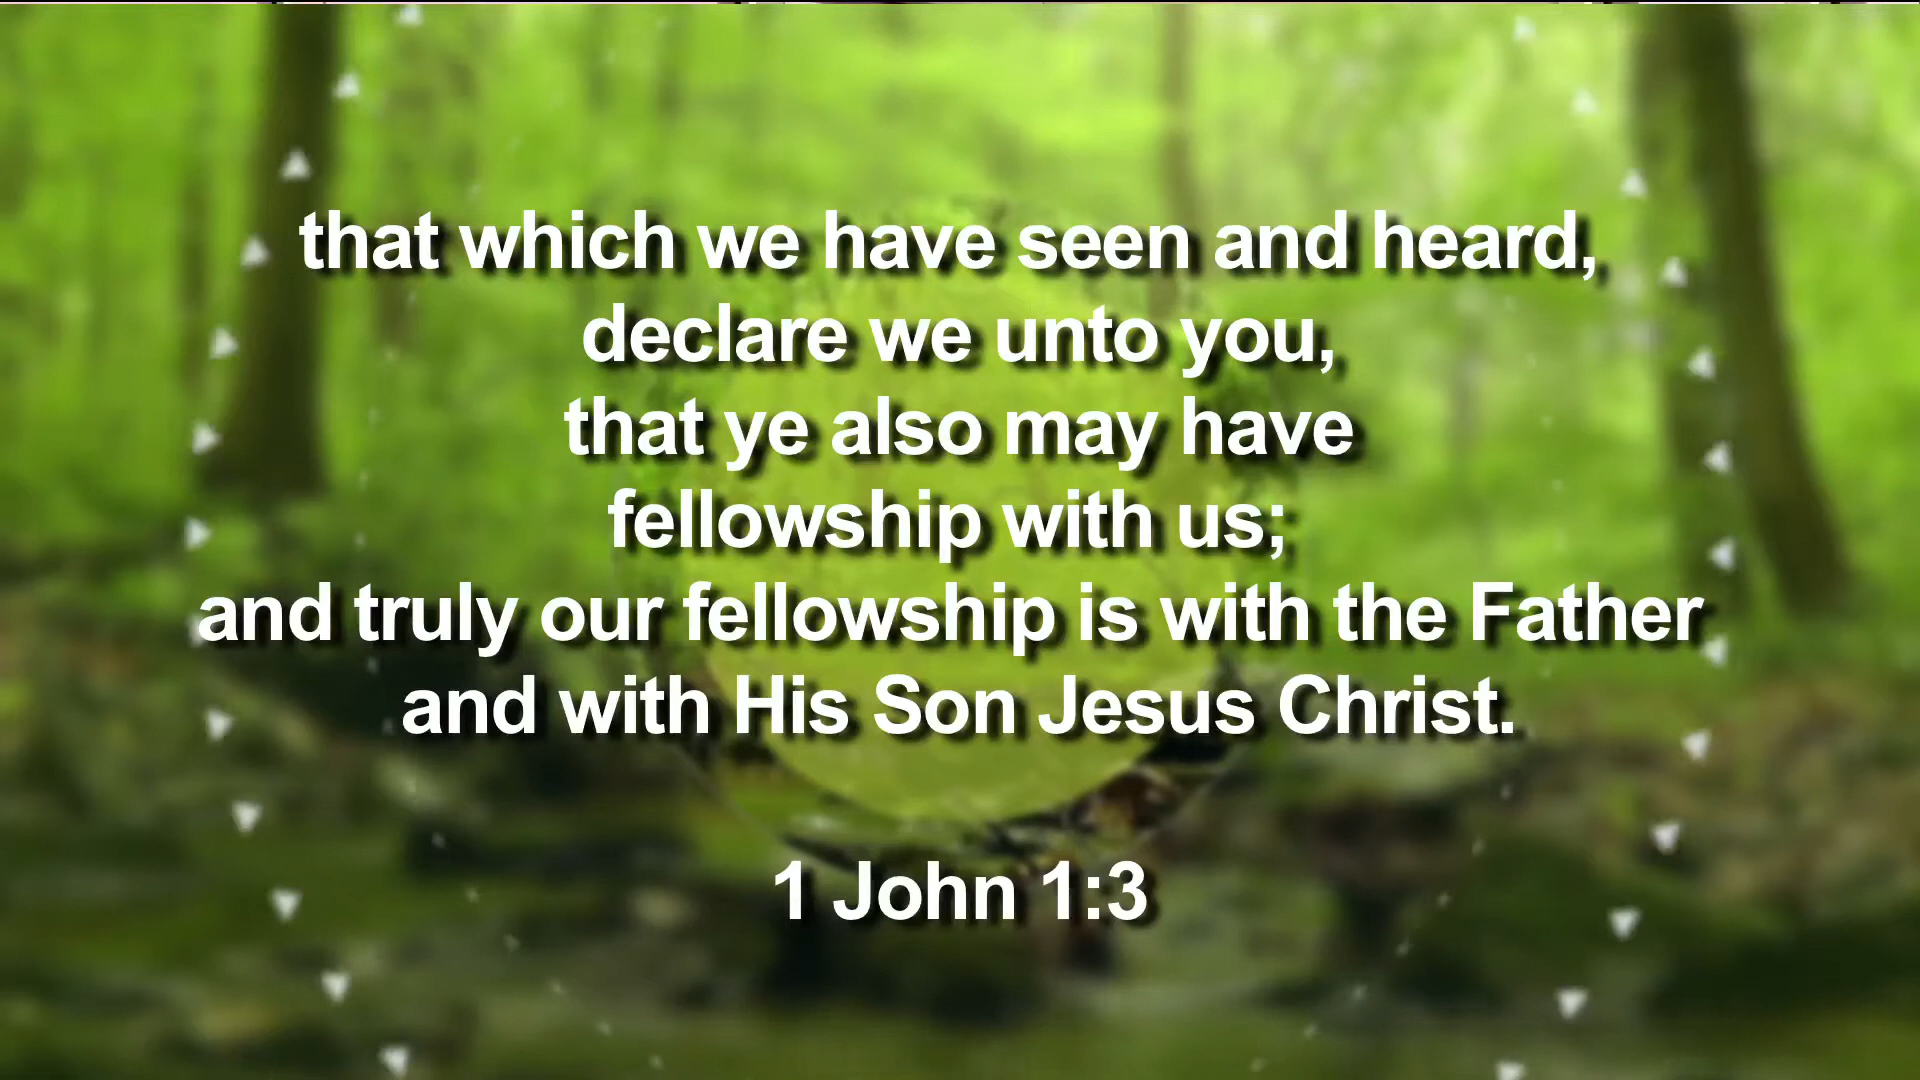 that which we have seen and heard,
declare we unto you,
that ye also may have
fellowship with us;
and truly our fellowship is with the Father
and with His Son Jesus Christ.
1 John 1:3